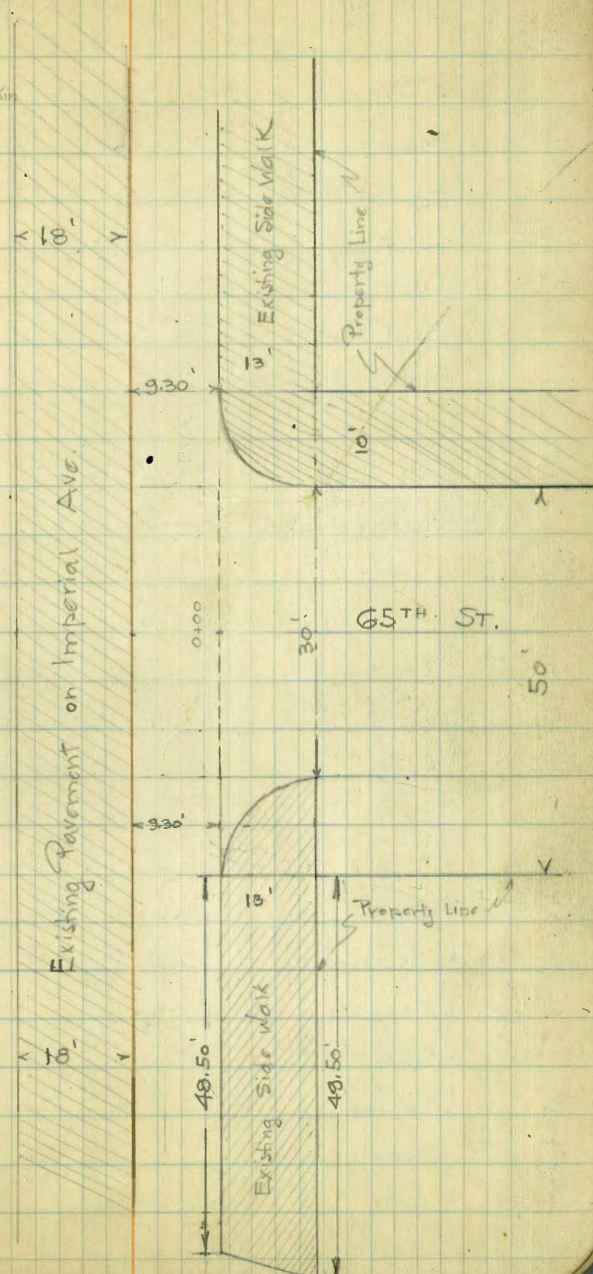 18'
Existing Side Walk
Property Line
9.30'
13'
10'
Existing Pavement on Imperial Ave.
0+00
30'
65TH. ST.
50'
9.30'
13'
Property Line
18'
48.50'
Existing Side Walk
49.50'